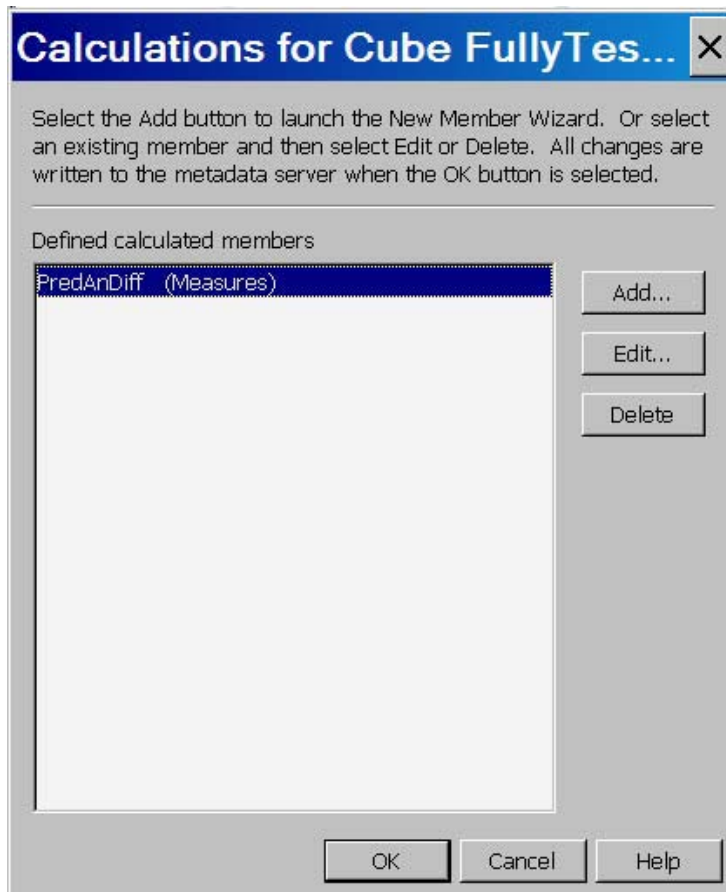 Calculations for Cube FullyTes...
Select the Add button to launch the New Member Wizard. Or select
an existing member and then select Edit or Delete. All changes are
written to the metadata server when the OK button is selected.
Defined calculated members
PredAnDiff (Measures)
Add...
Edit...
Delete
OK
Cancel
Help